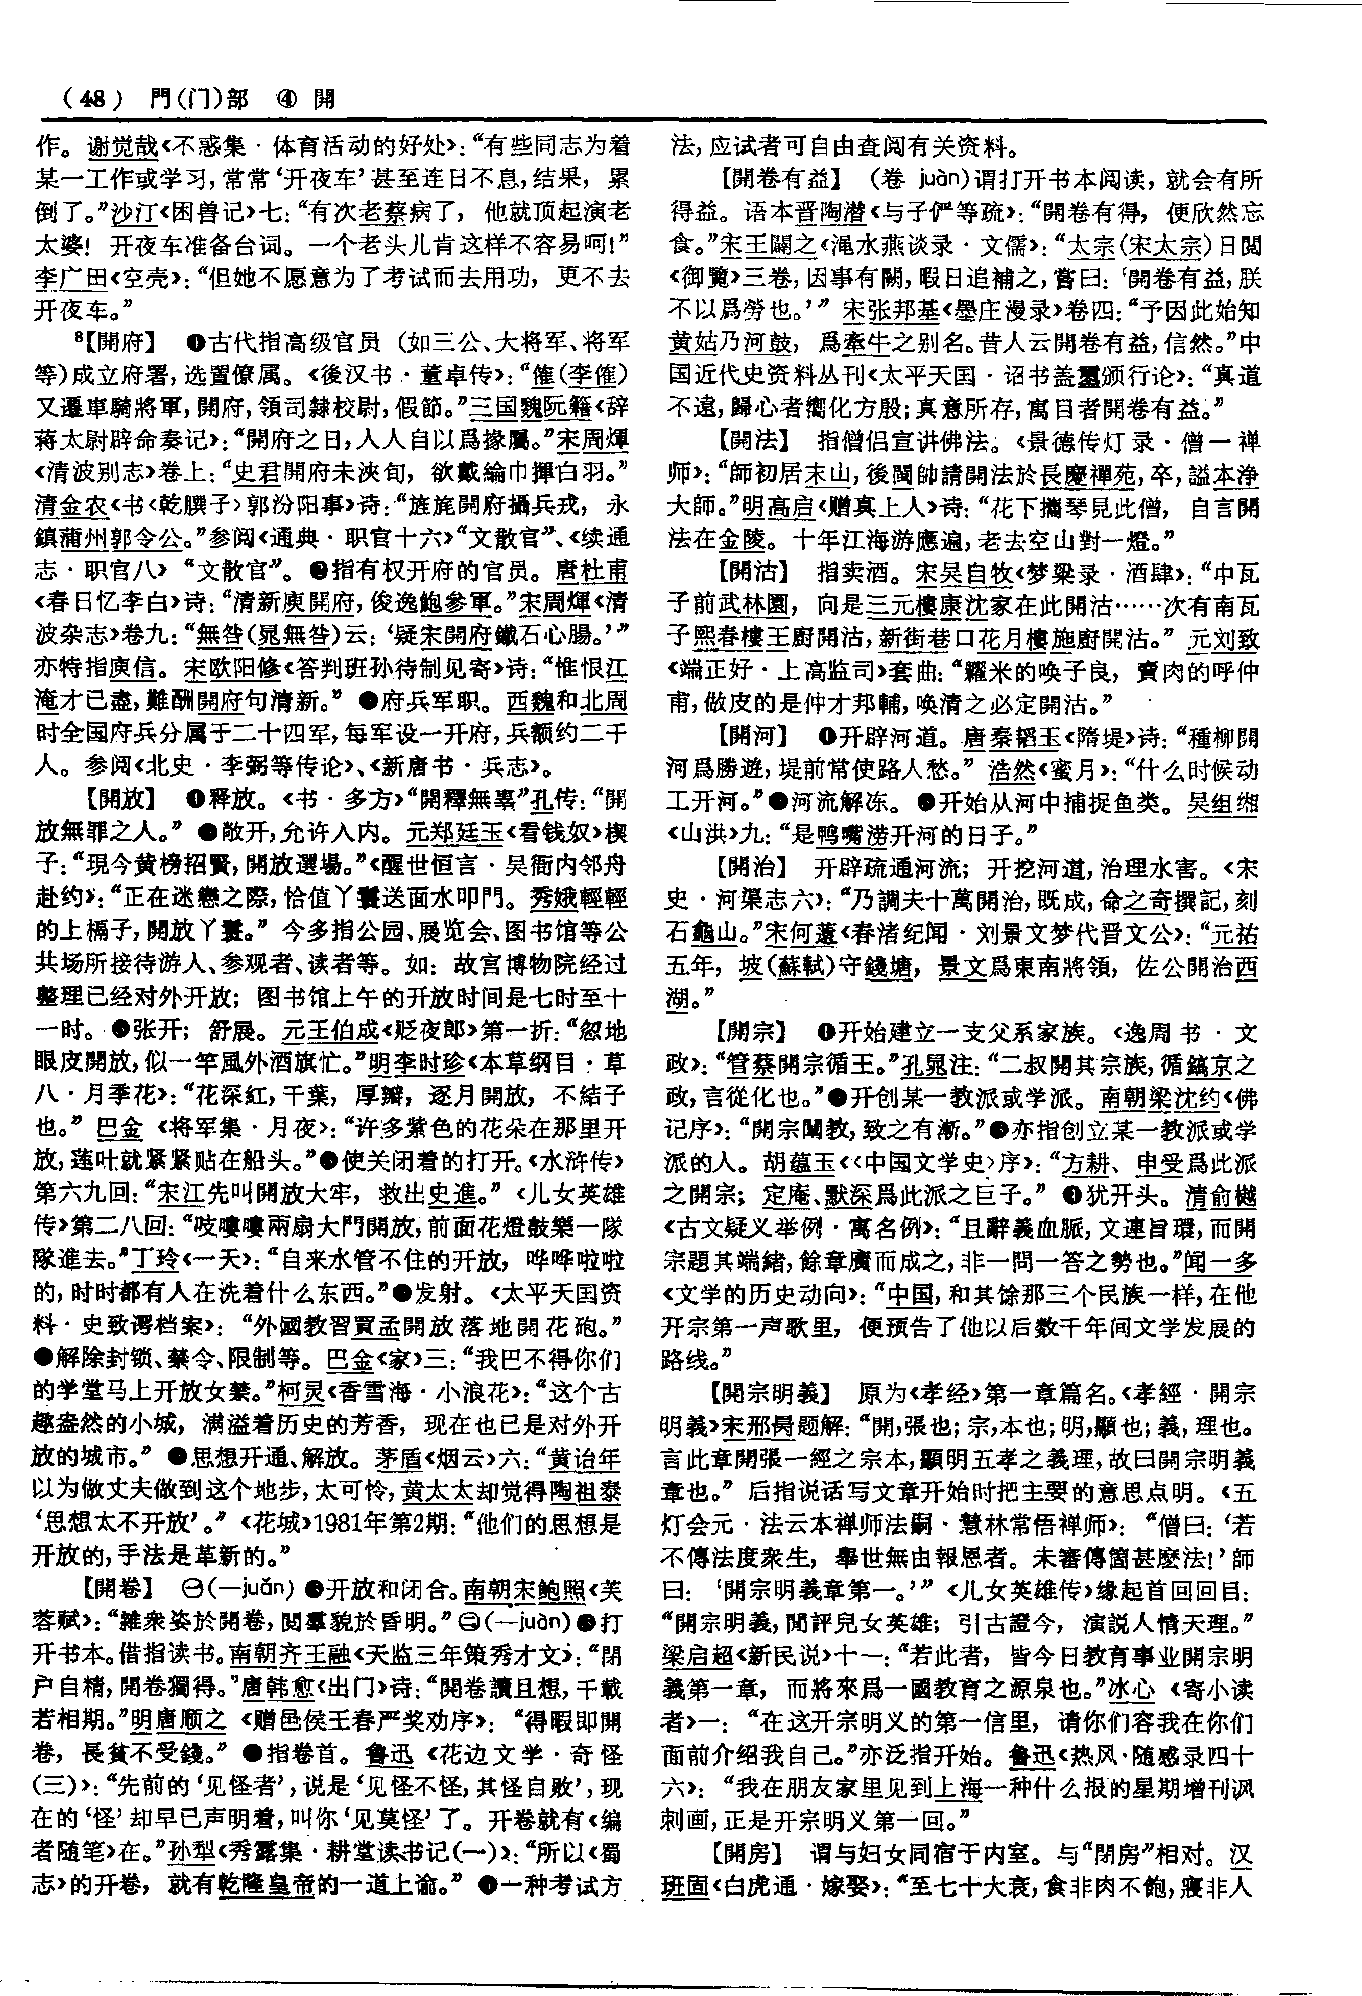 (48) 門(门)部 ④ 開
作。谢觉哉《不惑集·体育活动的好处》：“有些同志为着
某一工作或学习，常常‘开夜车’甚至连日不息，结果，累
倒了。”沙汀《困兽记》七：“有次老蔡病了，他就顶起演老
太婆！开夜车准备台词。一个老头儿肯这样不容易呵！”
李广田《空壳》：“但她不愿意为了考试而去用功，更不去
开夜车。”
⁸【開府】 ❶古代指高级官员（如三公、大将军、将军
等）成立府署，选置僚属。《後汉书·董卓传》：“傕(李傕)
又遷車騎將軍，開府，領司隸校尉，假節。”三国魏阮籍《辞
蒋太尉辟命奏记》：“開府之日，人人自以爲掾屬。”宋周煇
《清波别志》卷上：“史君開府未浹旬，欲戴綸巾揮白羽。”
清金农《书〈乾𦠆子〉郭汾阳事》诗：“旌旄開府攝兵戎，永
鎮蒲州郭令公。”参阅《通典·职官十六》“文散官”、《续通
志·职官八》“文散官”。❷指有权开府的官员。唐杜甫
《春日忆李白》诗：“清新庾開府，俊逸鲍参軍。”宋周煇《清
波杂志》卷九：“無咎(晁無咎)云：‘疑宋開府鐵石心腸。’”
亦特指庾信。宋欧阳修《答判班孙待制见寄》诗：“惟恨江
淹才已盡，難酬開府句清新。” ❸府兵军职。西魏和北周
时全国府兵分属于二十四军，每军设一开府，兵额约二千
人。参阅《北史·李弼等传论》、《新唐书·兵志》。
【開放】 ❶释放。《书·多方》“開釋無辜”孔传：“開
放無罪之人。” ❷敞开，允许入内。元郑廷玉《看钱奴》楔
子：“現今黄榜招賢，開放選場。”《醒世恒言·吴衙内邻舟
赴约》：“正在迷戀之際，恰值丫鬟送面水叩門。秀娥輕輕
的上槅子，開放丫鬟。” 今多指公园、展览会、图书馆等公
共场所接待游人、参观者、读者等。如：故宫博物院经过
整理已经对外开放；图书馆上午的开放时间是七时至十
一时。❸张开；舒展。元王伯成《贬夜郎》第一折：“忽地
眼皮開放，似一竿風外酒旗忙。”明李时珍《本草纲目·草
八·月季花》：“花深紅，千葉，厚瓣，逐月開放，不結子
也。” 巴金《将军集·月夜》：“许多紫色的花朵在那里开
放，莲叶就紧紧贴在船头。”❹使关闭着的打开。《水浒传》
第六九回：“宋江先叫開放大牢，救出史進。”《儿女英雄
传》第二八回：“吱嘍嘍兩扇大門開放，前面花燈鼓樂一隊
隊進去。”丁玲《一天》：“自来水管不住的开放，哗哗啦啦
的，时时都有人在洗着什么东西。”❺发射。《太平天囯资
料·史致谔档案》：“外國教習買孟開放落地開花砲。”
❻解除封锁、禁令、限制等。巴金《家》三：“我巴不得你们
的学堂马上开放女禁。”柯灵《香雪海·小浪花》：“这个古
趣盎然的小城，满溢着历史的芳香，现在也已是对外开
放的城市。” ❼思想开通、解放。茅盾《烟云》六：“黄诒年
以为做丈夫做到这个地步，太可怜，黄太太却觉得陶祖泰
‘思想太不开放’。”《花城》1981年第2期：“他们的思想是
开放的，手法是革新的。”
【開卷】 ㊀(—juǎn) ❶开放和闭合。南朝宋鲍照《芙
蓉赋》：“雜衆姿於開卷，閱羣貌於昏明。”㊁(—juàn)❶打
开书本。借指读书。南朝齐王融《天监三年策秀才文》：“閉
户自精，開卷獨得。”唐韩愈《出门》诗：“開卷讀且想，千載
若相期。”明唐顺之《赠邑侯王春严奖劝序》：“得暇即開
卷，長貧不受錢。” ❷指卷首。鲁迅《花边文学·奇怪
(三)》：“先前的‘见怪者’，说是‘见怪不怪，其怪自败’，现
在的‘怪’却早已声明着，叫你‘见莫怪’了。开卷就有《编
者随笔》在。”孙犁《秀露集·耕堂读书记(一)》：“所以《蜀
志》的开卷，就有乾隆皇帝的一道上谕。” ❸一种考试方
法，应试者可自由查阅有关资料。
【開卷有益】 （卷 juàn）谓打开书本阅读，就会有所
得益。语本晋陶潜《与子俨等疏》：“開卷有得，便欣然忘
食。”宋王闢之《渑水燕谈录·文儒》：“太宗(宋太宗)日閲
《御覽》三卷，因事有闕，暇日追補之，嘗曰：‘開卷有益，朕
不以爲勞也。’” 宋张邦基《墨庄漫录》卷四：“予因此始知
黄姑乃河鼓，爲牽牛之别名。昔人云開卷有益，信然。”中
国近代史资料丛刊《太平天囯·诏书盖璽颁行论》：“真道
不遠，歸心者嚮化方殷；真意所存，寓目者開卷有益。”
【開法】 指僧侣宣讲佛法。《景德传灯录·僧一禅
师》：“師初居末山，後閩帥請開法於長慶禪苑，卒，謚本浄
大師。”明高启《赠真上人》诗：“花下攜琴見此僧，自言開
法在金陵。十年江海游應遍，老去空山對一燈。”
【開沽】 指卖酒。宋吴自牧《梦粱录·酒肆》：“中瓦
子前武林園，向是三元樓康沈家在此開沽……次有南瓦
子熙春樓王廚開沽，新街巷口花月樓施廚開沽。” 元刘致
《端正好·上高监司》套曲：“糶米的唤子良，賣肉的呼仲
甫，做皮的是仲才邦輔，唤清之必定開沽。”
【開河】 ❶开辟河道。唐秦韬玉《隋堤》诗：“種柳開
河爲勝遊，堤前常使路人愁。” 浩然《蜜月》：“什么时候动
工开河。”❷河流解冻。❸开始从河中捕捉鱼类。吴组缃
《山洪》九：“是鸭嘴涝开河的日子。”
【開治】 开辟疏通河流；开挖河道，治理水害。《宋
史·河渠志六》：“乃調夫十萬開治，既成，命之奇撰記，刻
石龜山。”宋何薳《春渚纪闻·刘景文梦代晋文公》：“元祐
五年，坡(蘇軾)守錢塘，景文爲東南將領，佐公開治西
湖。”
【開宗】 ❶开始建立一支父系家族。《逸周书·文
政》：“管蔡開宗循王。”孔晁注：“二叔開其宗族，循鎬京之
政，言從化也。”❷开创某一教派或学派。南朝梁沈约《佛
记序》：“開宗闡教，致之有漸。”❸亦指创立某一教派或学
派的人。胡蕴玉《〈中国文学史〉序》：“方耕、申受爲此派
之開宗；定庵、默深爲此派之巨子。” ❹犹开头。清俞樾
《古文疑义举例·寓名例》：“且辭義血脈，文連旨環，而開
宗題其端緒，餘章廣而成之，非一問一答之勢也。”闻一多
《文学的历史动向》：“中国，和其馀那三个民族一样，在他
开宗第一声歌里，便预告了他以后数千年间文学发展的
路线。”
【開宗明義】 原为《孝经》第一章篇名。《孝經·開宗
明義》宋邢昺题解：“開，張也；宗，本也；明，顯也；義，理也。
言此章開張一經之宗本，顯明五孝之義理，故曰開宗明義
章也。” 后指说话写文章开始时把主要的意思点明。《五
灯会元·法云本禅师法嗣·慧林常悟禅师》：“僧曰：‘若
不傳法度衆生，舉世無由報恩者。未審傳箇甚麼法！’師
曰：‘開宗明義章第一。’”《儿女英雄传》缘起首回回目：
“開宗明義，閒評兒女英雄；引古證今，演説人情天理。”
梁启超《新民说》十一：“若此者，皆今日教育事业開宗明
義第一章，而將來爲一國教育之源泉也。”冰心《寄小读
者》一：“在这开宗明义的第一信里，请你们容我在你们
面前介绍我自己。”亦泛指开始。鲁迅《热风·随感录四十
六》：“我在朋友家里见到上海一种什么报的星期增刊讽
刺画，正是开宗明义第一回。”
【開房】 谓与妇女同宿于内室。与“閉房”相对。汉
班固《白虎通·嫁娶》：“至七十大衰，食非肉不飽，寢非人